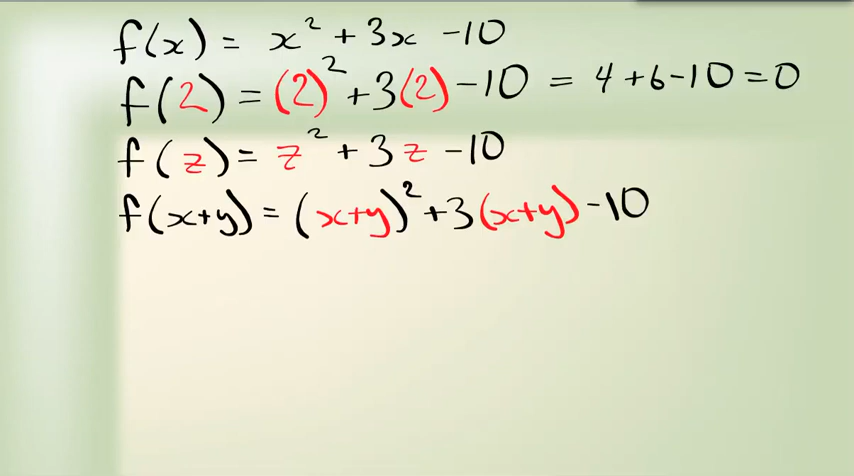 f(x) = x² + 3x - 10
f(2) = (2)² + 3(2) - 10 = 4 + 6 - 10 = 0
f(z) = z² + 3z - 10
f(x+y) = (x+y)² + 3(x+y) - 10